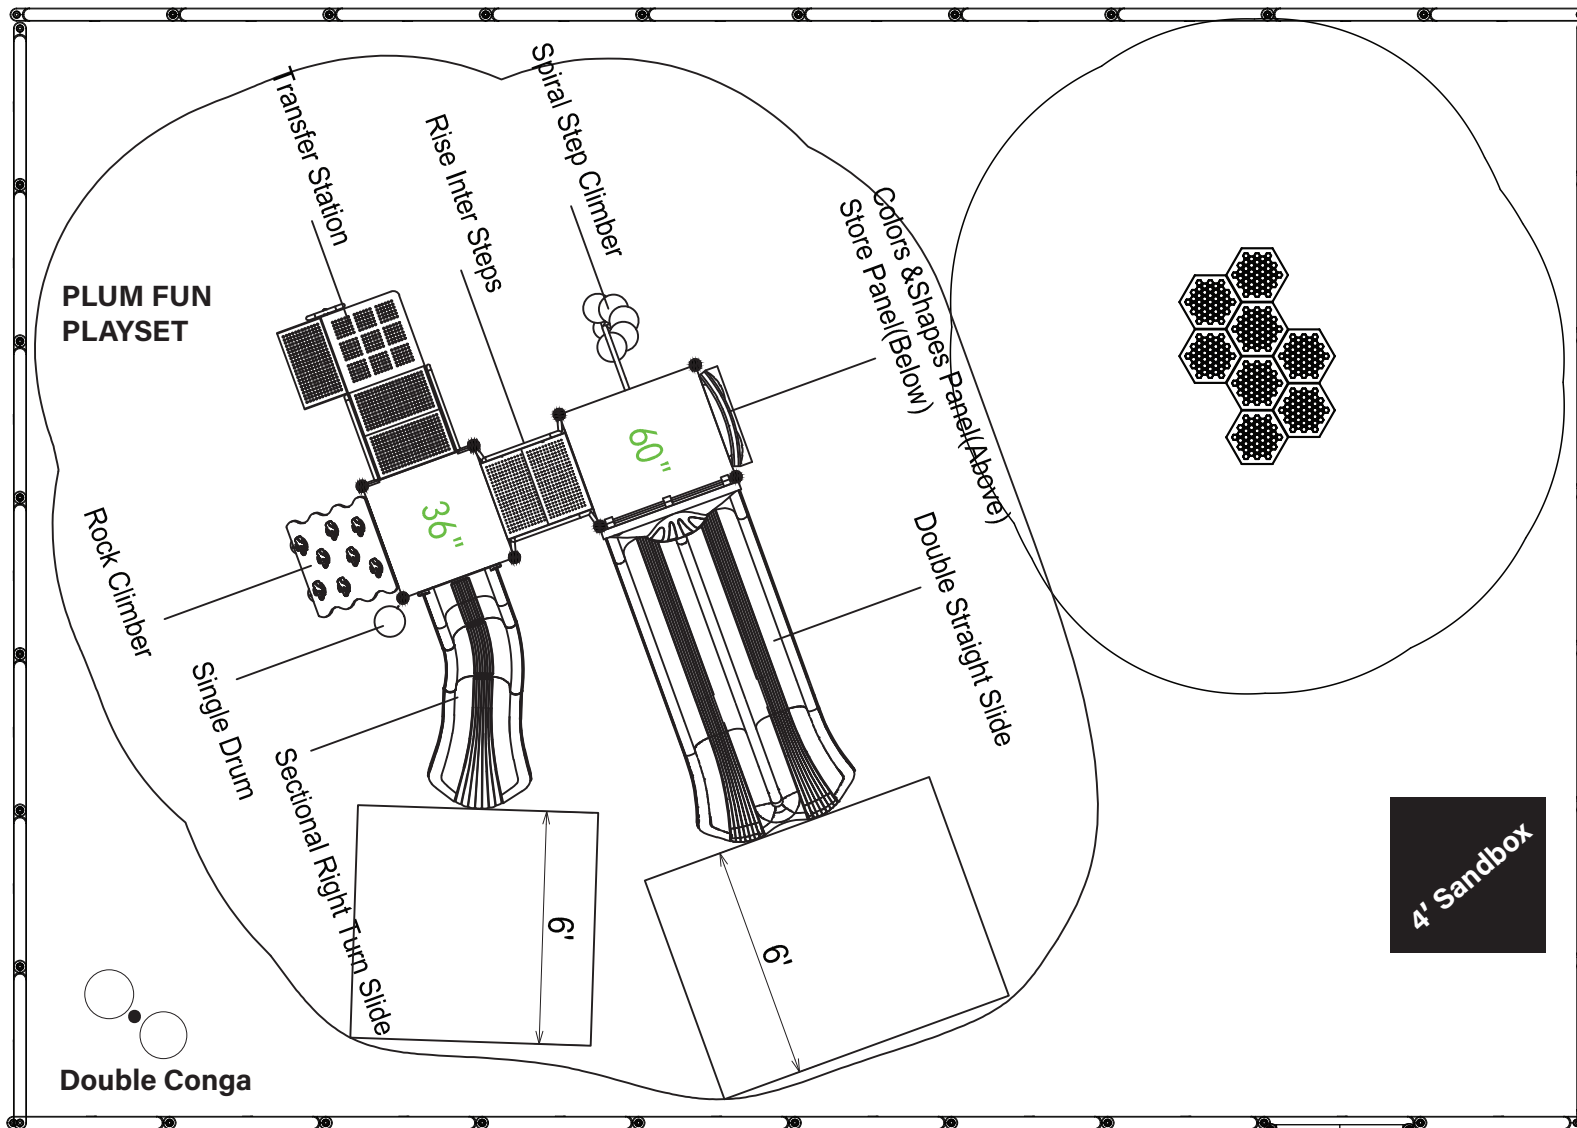 Transfer Station
Rise Inter Steps
Spiral Step Climber
Colors &Shapes Panel(Above)
Store Panel(Below)
PLUM FUN
PLAYSET
60"
36"
Rock Climber
Single Drum
Sectional Right Turn Slide
Double Straight Slide
6'
6'
4' Sandbox
Double Conga